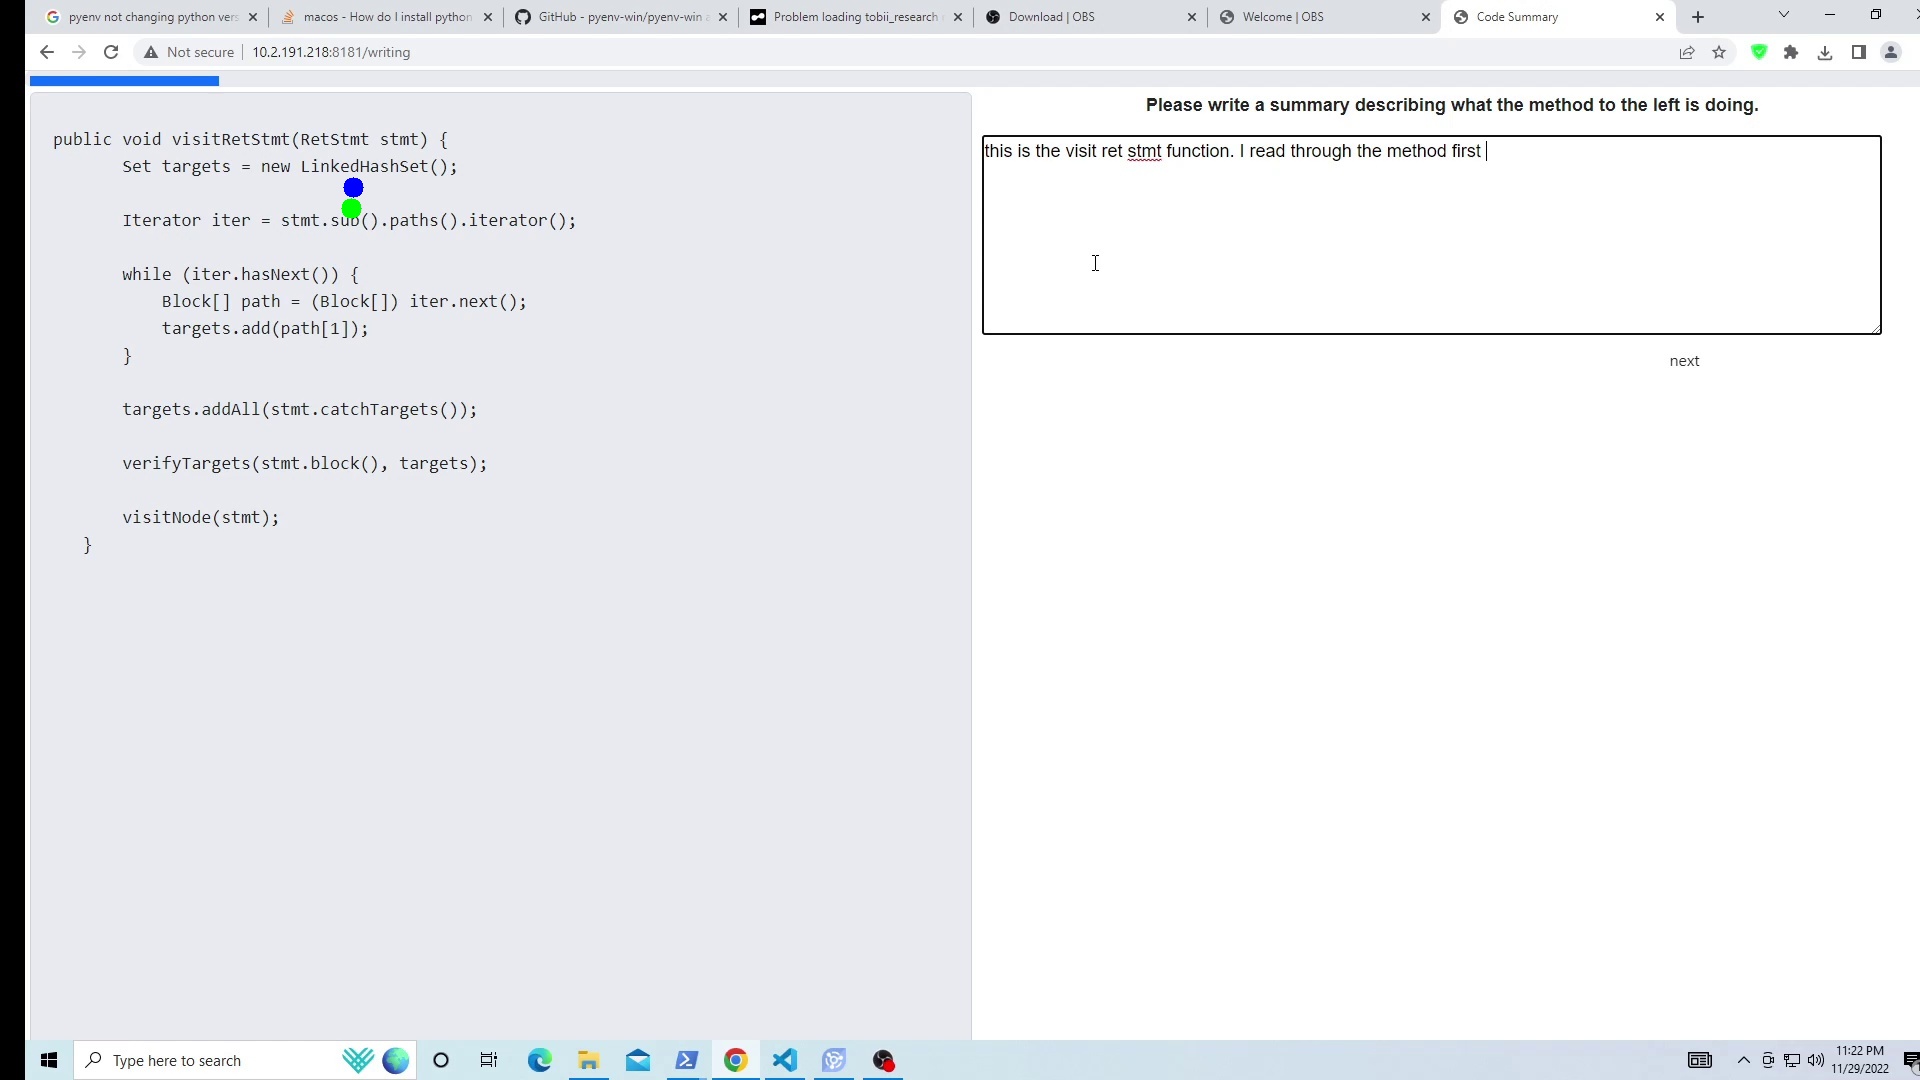 pyenv not changing python vers
macos - How do I install python
GitHub - pyenv-win/pyenv-win a
Problem loading tobii_research
Download | OBS
Welcome | OBS
Code Summary
Not secure
10.2.191.218:8181/writing
public void visitRetStmt(RetStmt stmt) {
Set targets = new LinkedHashSet();
Iterator iter = stmt.sub().paths().iterator();
while (iter.hasNext()) {
Block[] path = (Block[]) iter.next();
targets.add(path[1]);
}
targets.addAll(stmt.catchTargets());
verifyTargets(stmt.block(), targets);
visitNode(stmt);
}
Please write a summary describing what the method to the left is doing.
this is the visit ret stmt function. I read through the method first
next
Type here to search
11:22 PM
11/29/2022